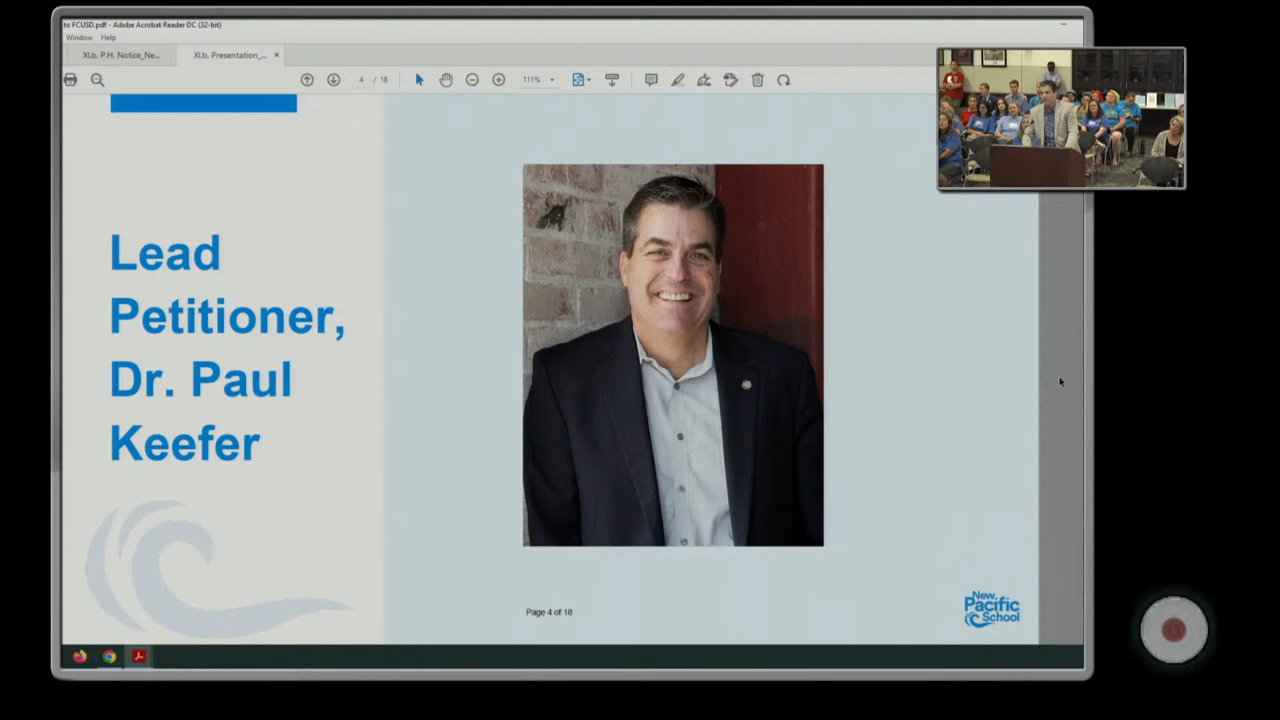 to FCUSD.pdf - Adobe Acrobat Reader DC (32-bit)
Window Help
XI.b. P.H. Notice_Ne...
XI.b. Presentation_...
4 / 18
111%
Lead
Petitioner,
Dr. Paul
Keefer
Page 4 of 18
New
Pacific
School